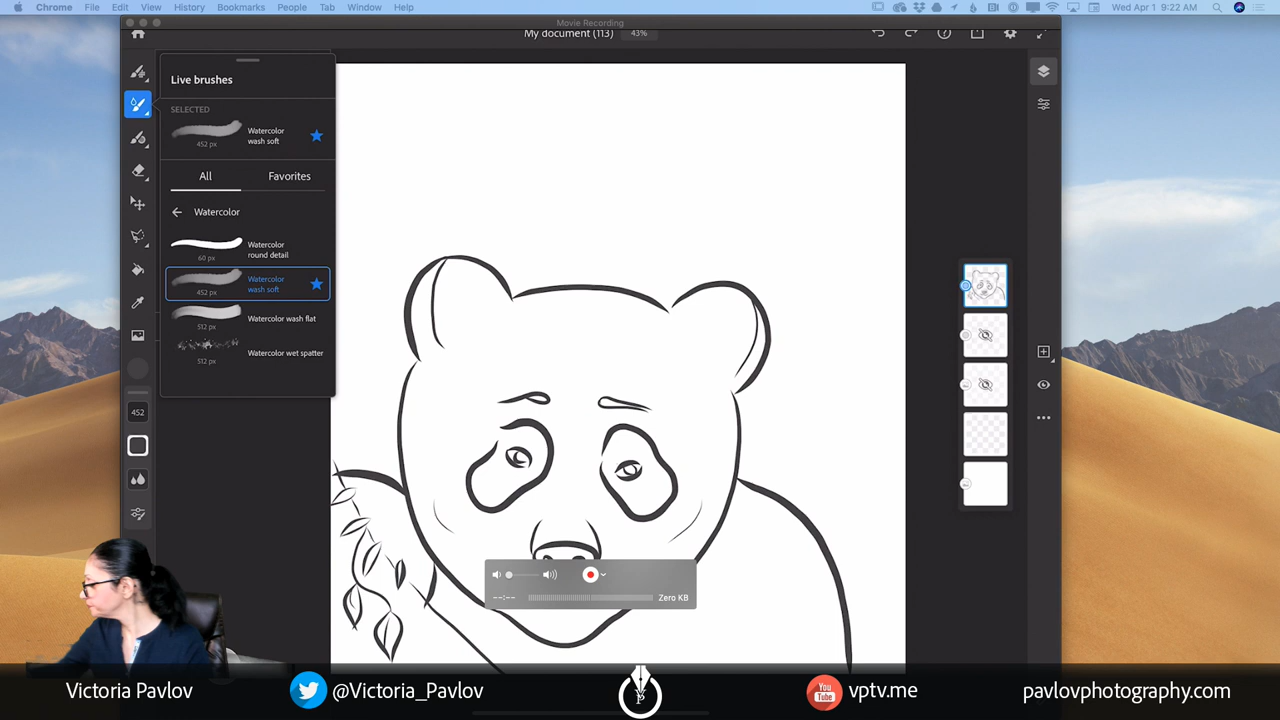 Chrome File Edit View History Bookmarks People Tab Window Help Wed Apr 1 9:22 AM
Movie Recording
My document (113) 43%
Live brushes
SELECTED
Watercolor
wash soft
452 px
All Favorites
Watercolor
Watercolor
round detail
60 px
Watercolor
wash soft
452 px
Watercolor wash flat
512 px
Watercolor wet spatter
512 px
452
--:-- Zero KB
Victoria Pavlov @Victoria_Pavlov You Tube vptv.me pavlovphotography.com